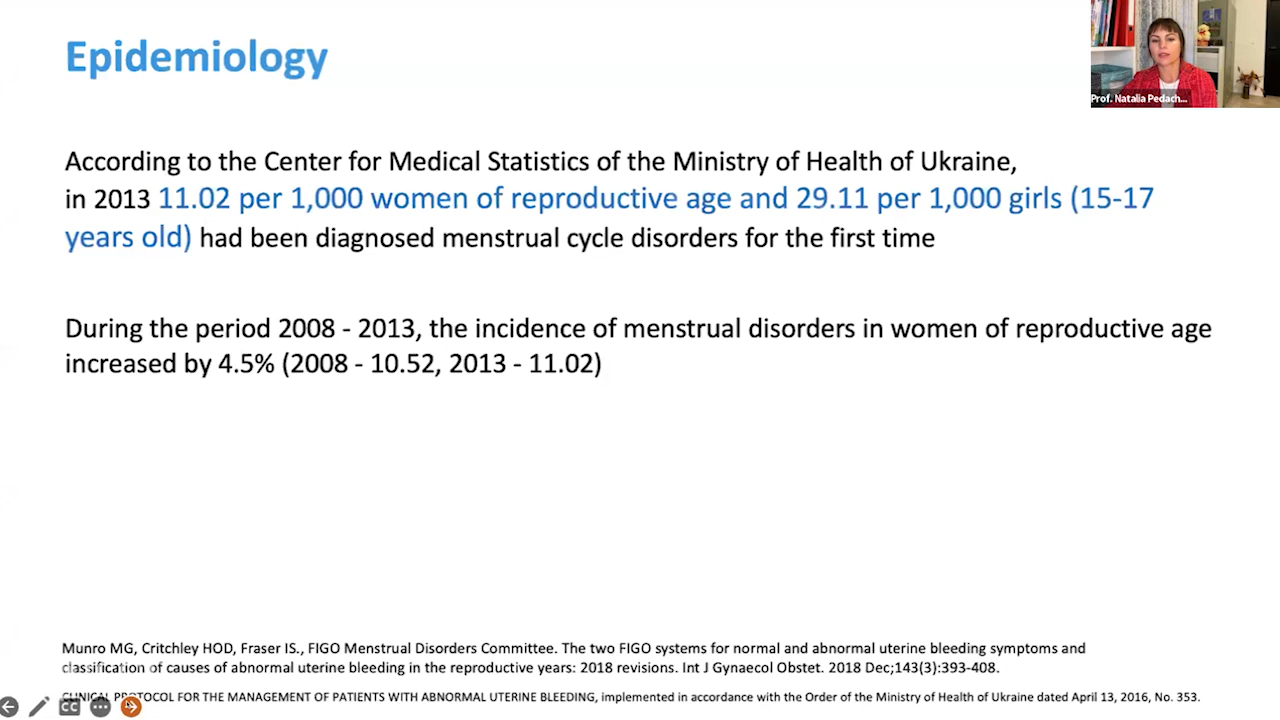 Epidemiology
Prof. Natalia Pedach...
According to the Center for Medical Statistics of the Ministry of Health of Ukraine,
in 2013 11.02 per 1,000 women of reproductive age and 29.11 per 1,000 girls (15-17
years old) had been diagnosed menstrual cycle disorders for the first time
During the period 2008 - 2013, the incidence of menstrual disorders in women of reproductive age
increased by 4.5% (2008 - 10.52, 2013 - 11.02)
Munro MG, Critchley HOD, Fraser IS., FIGO Menstrual Disorders Committee. The two FIGO systems for normal and abnormal uterine bleeding symptoms and
classification of causes of abnormal uterine bleeding in the reproductive years: 2018 revisions. Int J Gynaecol Obstet. 2018 Dec;143(3):393-408.
CLINICAL PROTOCOL FOR THE MANAGEMENT OF PATIENTS WITH ABNORMAL UTERINE BLEEDING, implemented in accordance with the Order of the Ministry of Health of Ukraine dated April 13, 2016, No. 353.
CC